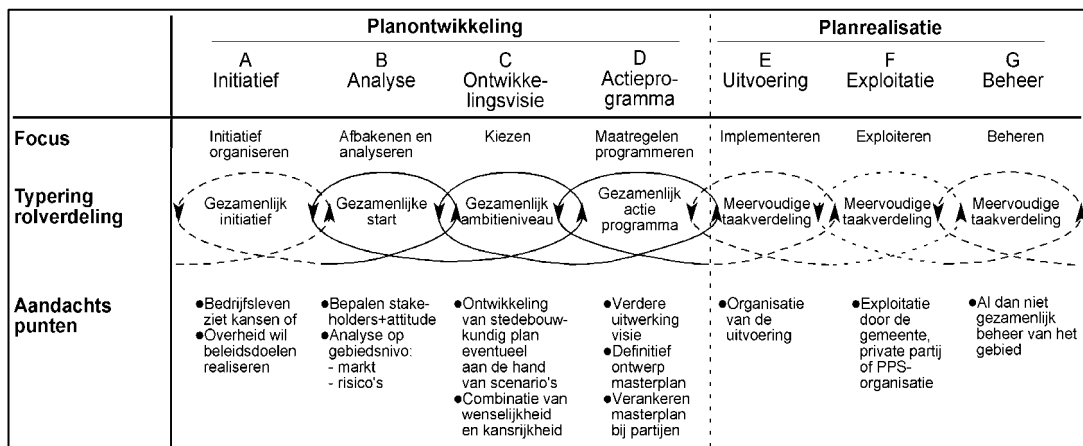 Planontwikkeling
Planrealisatie
A
Initiatief
B
Analyse
C
Ontwikke-
lingsvisie
D
Actiepro-
gramma
E
Uitvoering
F
Exploitatie
G
Beheer
Focus
Initiatief
organiseren
Afbakenen en
analyseren
Kiezen
Maatregelen
programmeren
Implementeren
Exploiteren
Beheren
Typering
rolverdeling
Gezamenlijk
initiatief
Gezamenlijke
start
Gezamenlijk
ambitieniveau
Gezamenlijk
actie
programma
Meervoudige
taakverdeling
Meervoudige
taakverdeling
Meervoudige
taakverdeling
Aandachts
punten
●Bedrijfsleven
ziet kansen of
●Overheid wil
beleidsdoelen
realiseren
●Bepalen stake-
holders+attitude
●Analyse op
gebiedsnivo:
- markt
- risico's
●Ontwikkeling
van stedebouw-
kundig plan
eventueel
aan de hand
van scenario's
●Combinatie van
wenselijkheid
en kansrijkheid
●Verdere
uitwerking
visie
●Definitief
ontwerp
masterplan
●Verankeren
masterplan
bij partijen
●Organisatie
van de
uitvoering
●Exploitatie
door de
gemeente,
private partij
of PPS-
organisatie
●Al dan niet
gezamenlijk
beheer van het
gebied